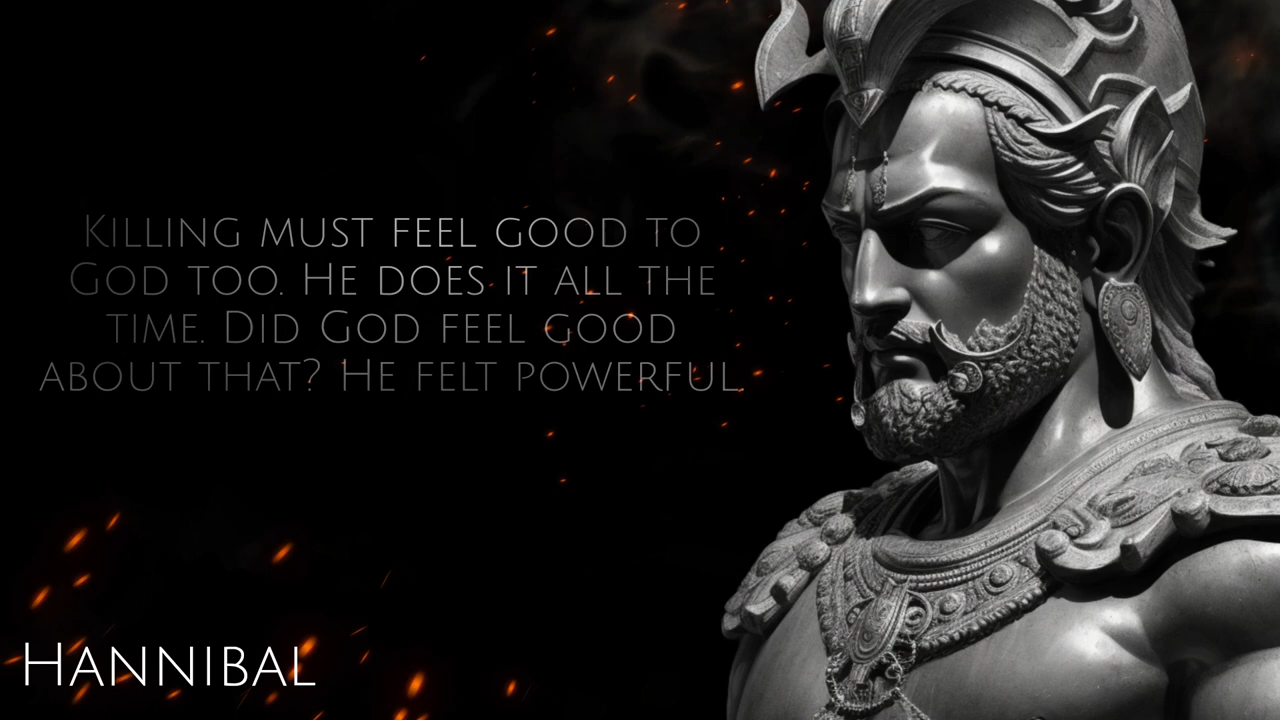 Killing must feel good to
God too. He does it all the
time. Did God feel good
about that? He felt powerful.
Hannibal